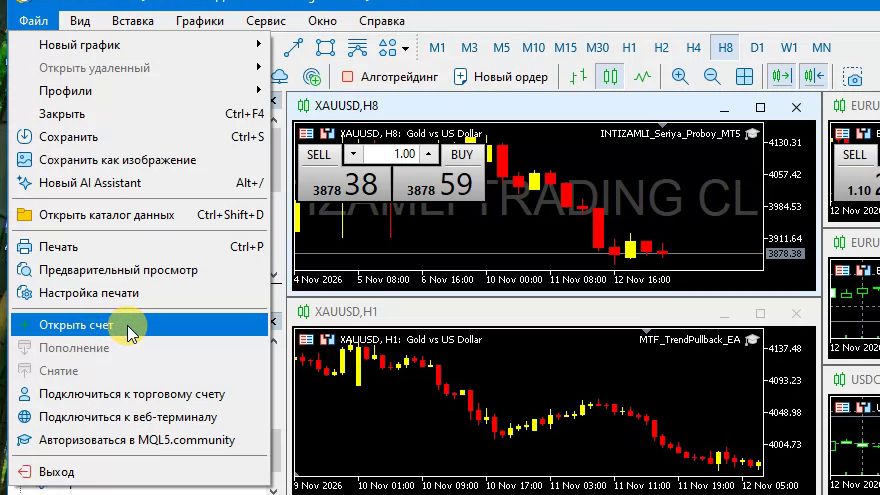 Файл Вид Вставка Графики Сервис Окно Справка
Новый график
Открыть удаленный
Профили
Закрыть Ctrl+F4
Сохранить Ctrl+S
Сохранить как изображение
Новый AI Assistant Alt+/
Открыть каталог данных Ctrl+Shift+D
Печать Ctrl+P
Предварительный просмотр
Настройка печати
Открыть счет
Пополнение
Снятие
Подключиться к торговому счету
Подключиться к веб-терминалу
Авторизоваться в MQL5.community
Выход
M1 M3 M5 M10 M15 M30 H1 H2 H4 H8 D1 W1 MN
Алготрейдинг Новый ордер
XAUUSD,H8
XAUUSD, H8: Gold vs US Dollar INTIZAMLI_Seriya_Proboy_MT5
SELL 1.00 BUY
3878 38 3878 59
IZAMLI TRADING CL
4130.31
4057.42
3984.53
3911.64
3878.38
4 Nov 2026 5 Nov 08:00 6 Nov 16:00 10 Nov 00:00 11 Nov 08:00 12 Nov 16:00
XAUUSD,H1
XAUUSD, H1: Gold vs US Dollar MTF_TrendPullback_EA
4137.48
4093.23
4048.98
4004.73
9 Nov 2026 10 Nov 01:00 10 Nov 09:00 10 Nov 17:00 11 Nov 03:00 11 Nov 11:00 11 Nov 19:00 12 Nov 05:00
EURU
SELL
1.10
12 Nov 2026
EURU
12 Nov 2026
USDC